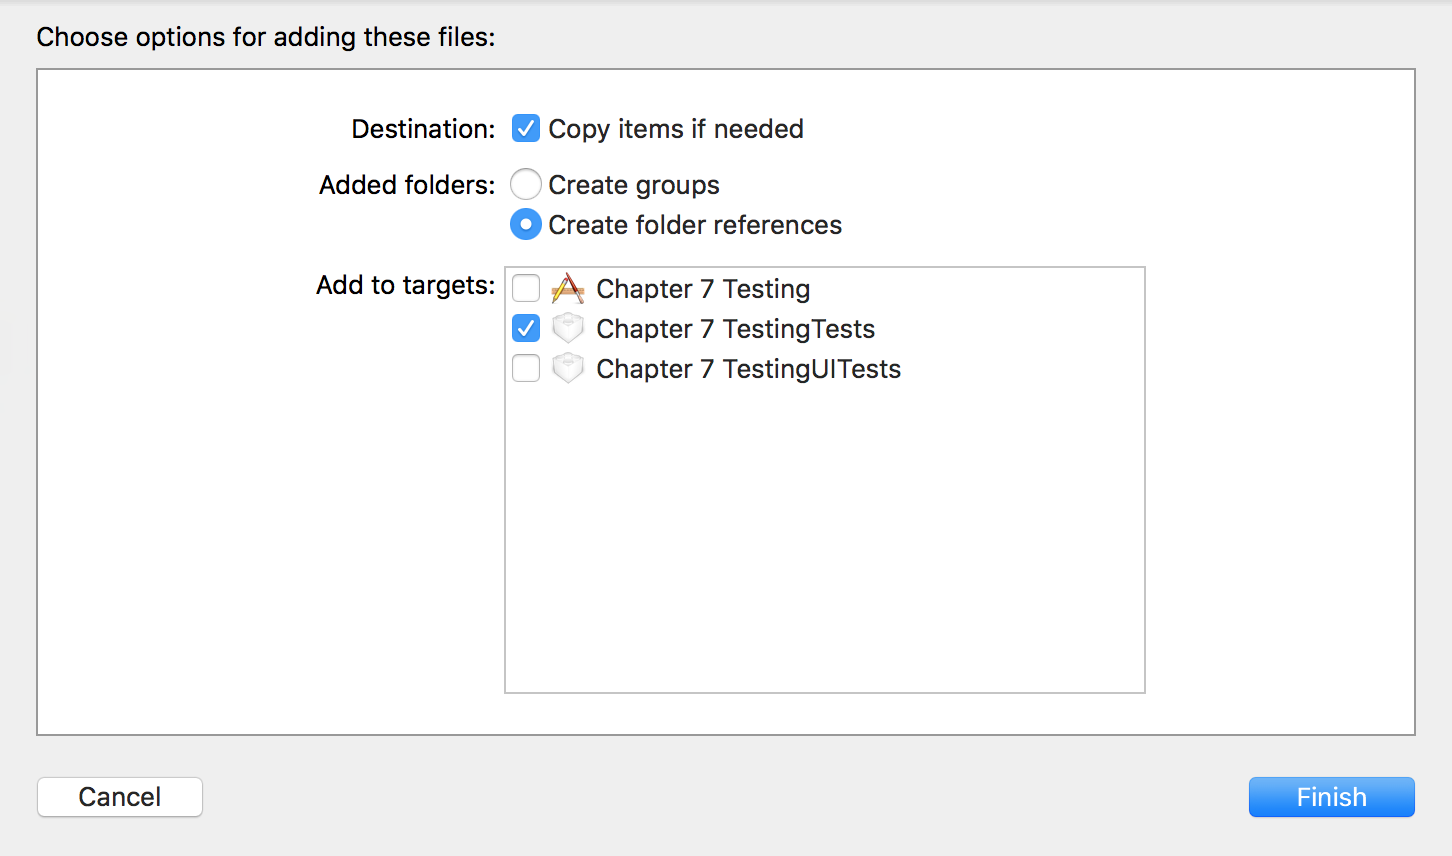 Choose options for adding these files:
Destination: Copy items if needed
Added folders: Create groups
Create folder references
Add to targets: Chapter 7 Testing
Chapter 7 TestingTests
Chapter 7 TestingUITests
Cancel Finish